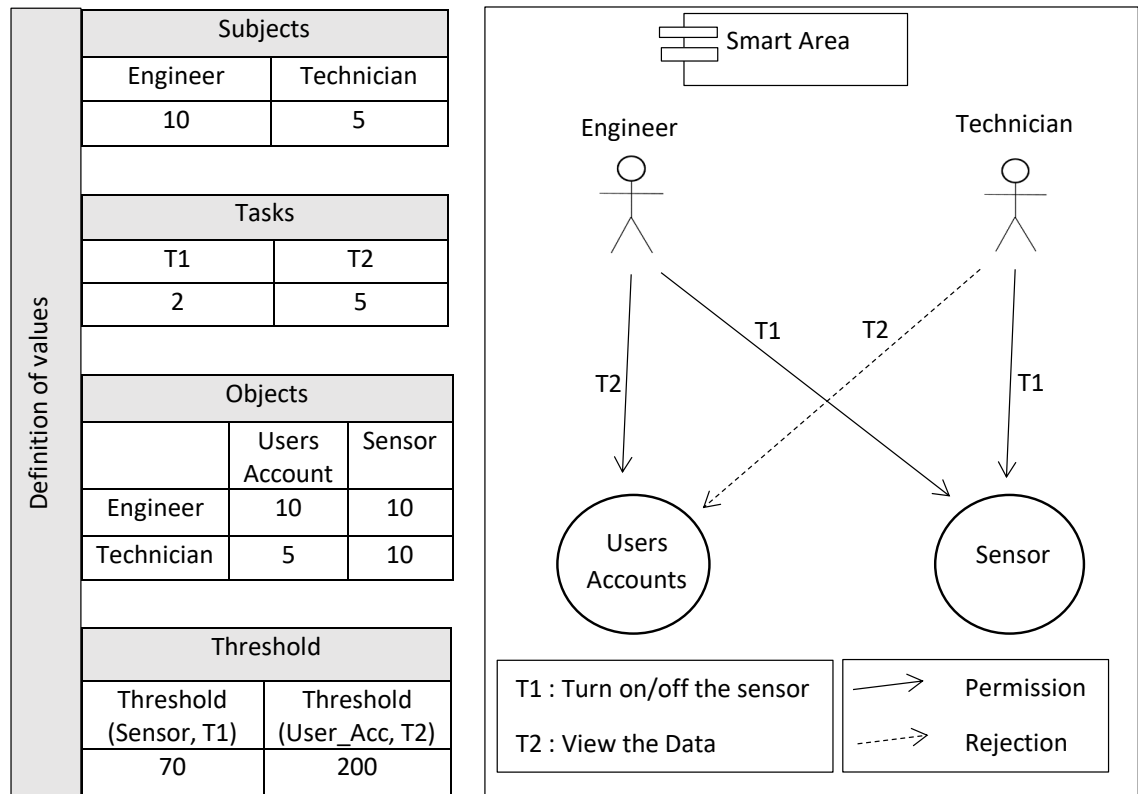 Definition of values
Subjects
Engineer Technician
10 5
Tasks
T1 T2
2 5
Objects
Users
Account Sensor
Engineer 10 10
Technician 5 10
Threshold
Threshold
(Sensor, T1) Threshold
(User_Acc, T2)
70 200
Smart Area
Engineer
Technician
T1
T2
T2
T1
Users
Accounts
Sensor
T1 : Turn on/off the sensor
T2 : View the Data
Permission
Rejection